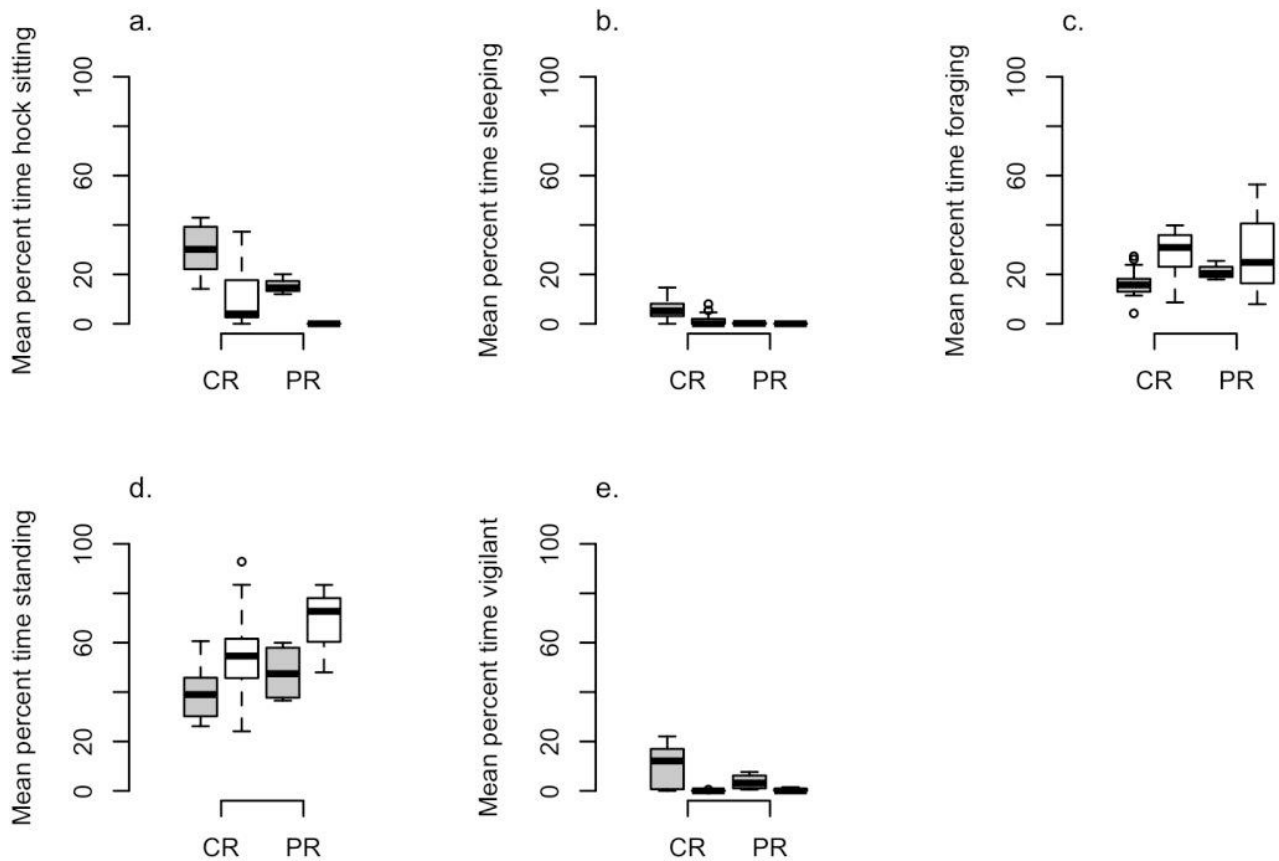 a.
Mean percent time hock sitting
100
60
20
0
CR PR
b.
Mean percent time sleeping
100
60
20
0
CR PR
c.
Mean percent time foraging
100
60
20
0
CR PR
d.
Mean percent time standing
100
60
20
0
CR PR
e.
Mean percent time vigilant
100
60
20
0
CR PR